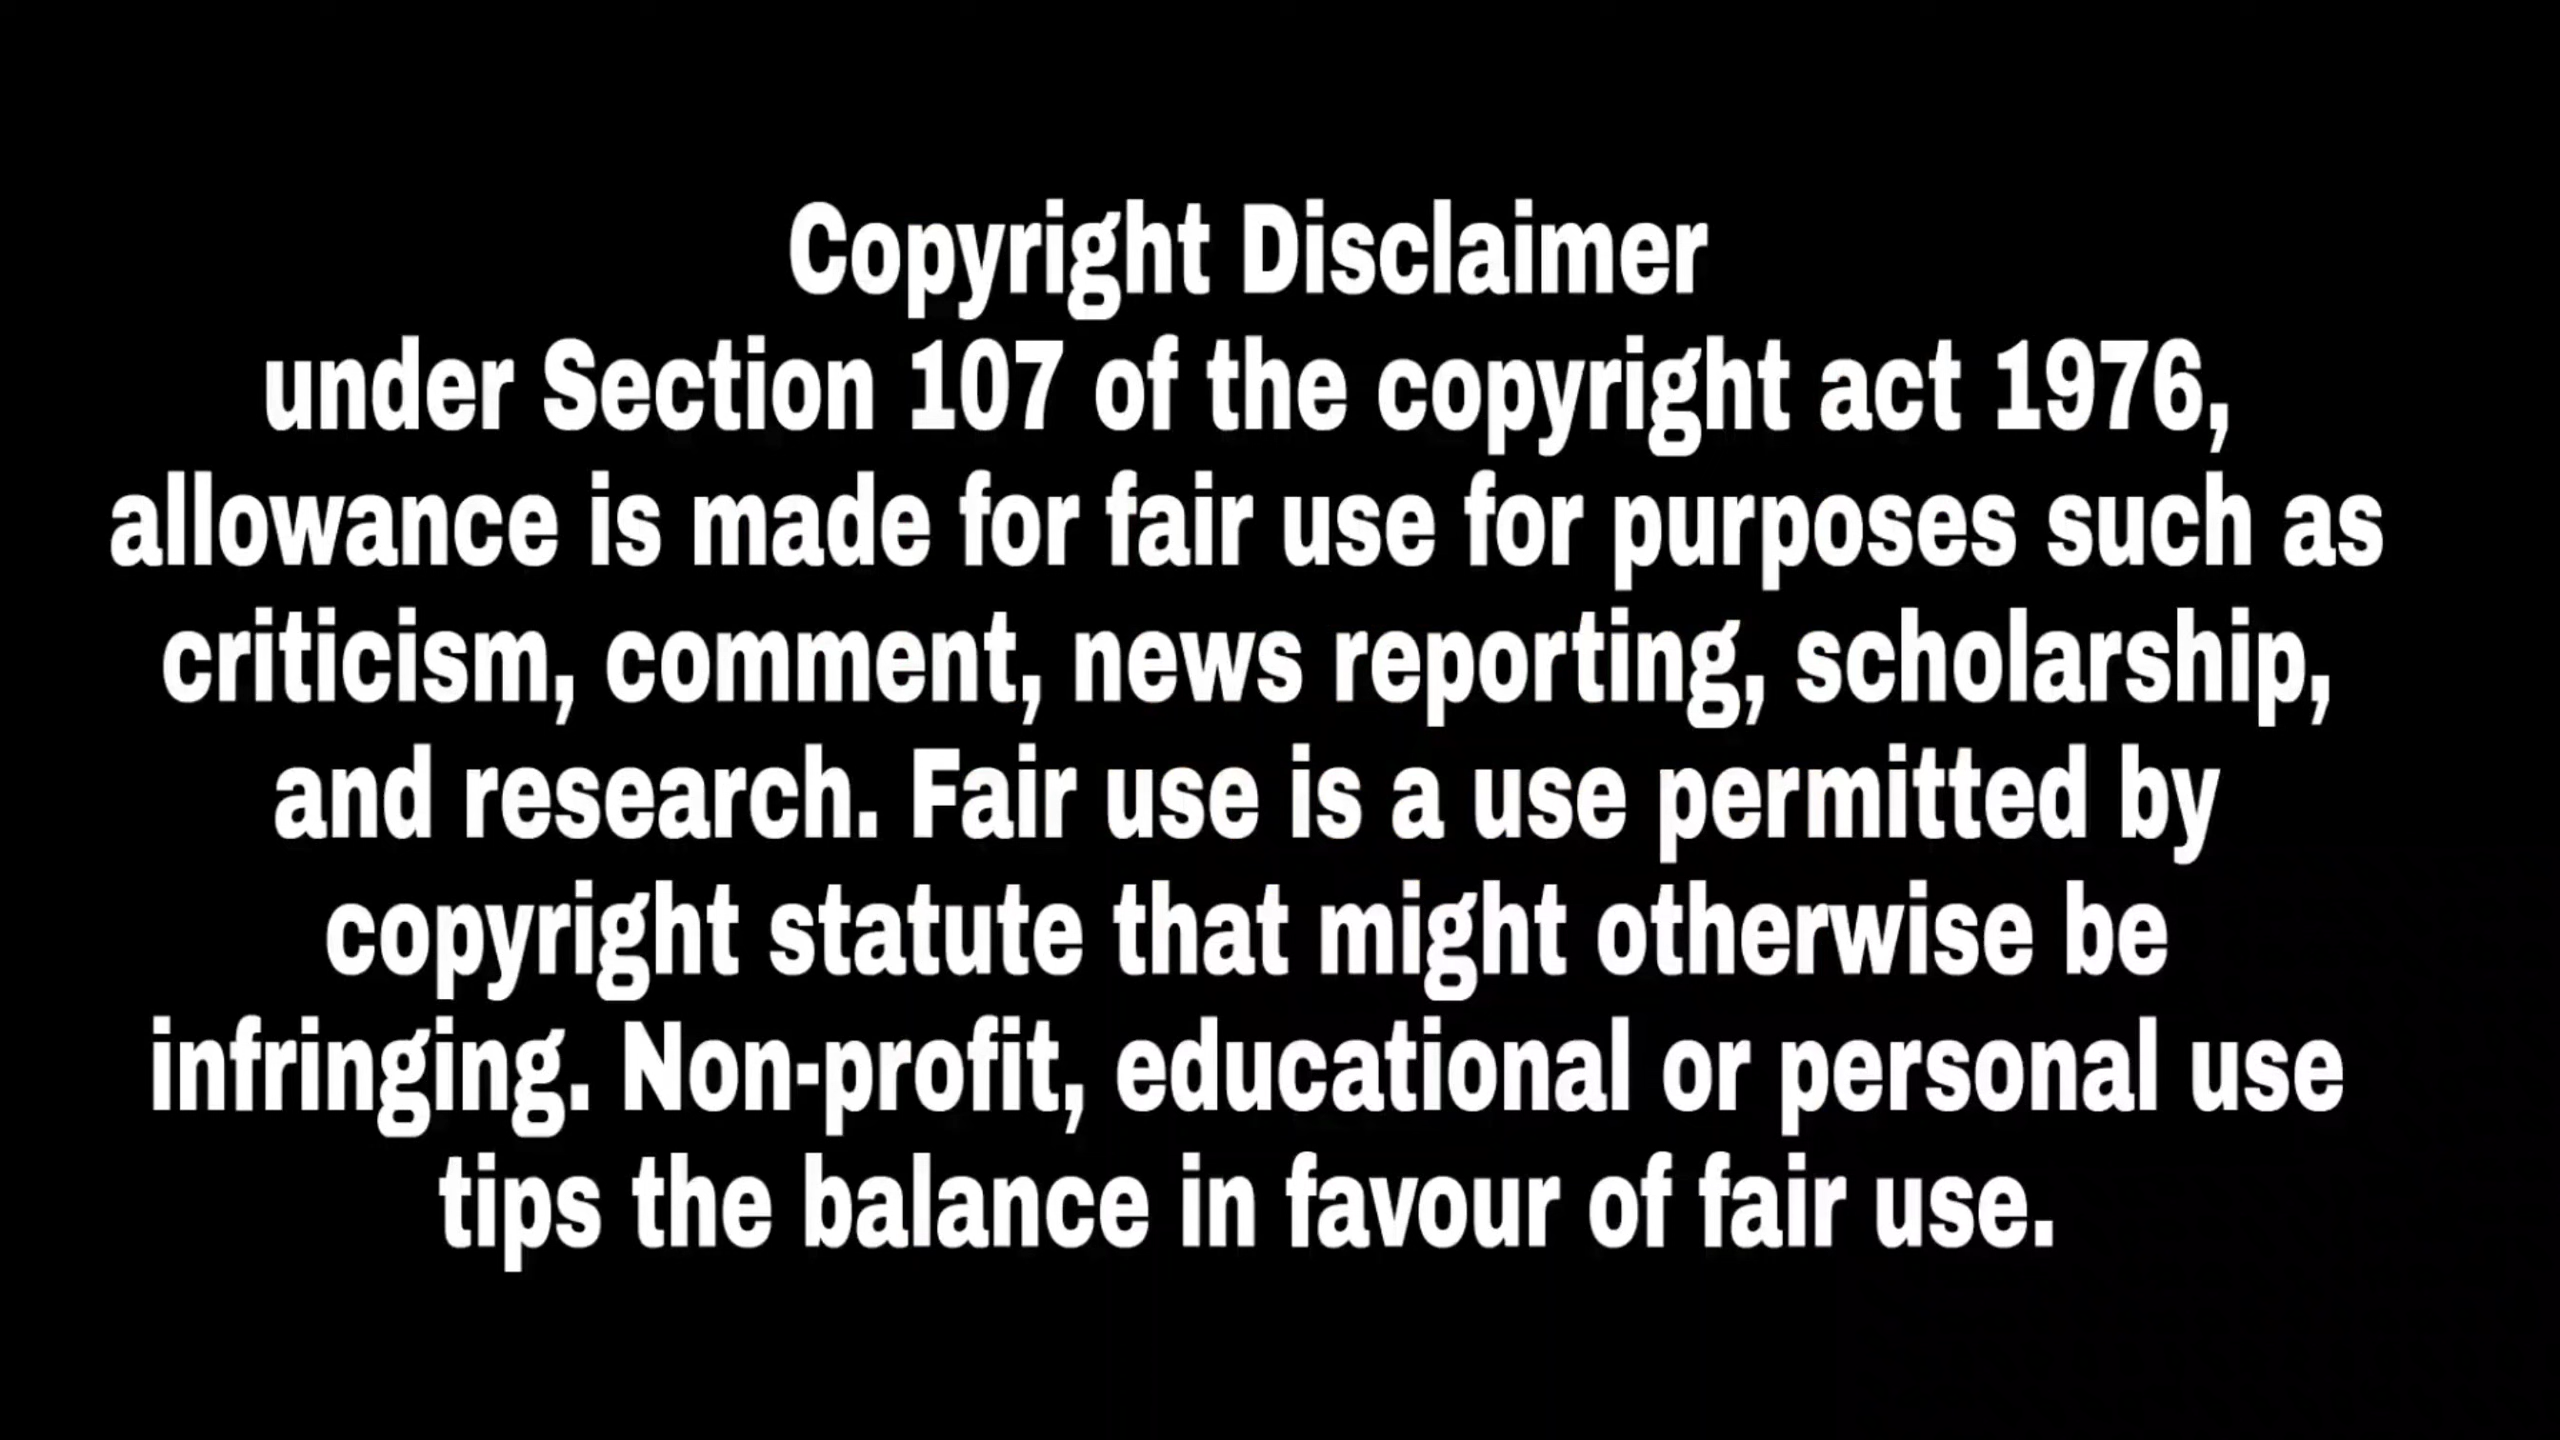 Copyright Disclaimer
under Section 107 of the copyright act 1976,
allowance is made for fair use for purposes such as
criticism, comment, news reporting, scholarship,
and research. Fair use is a use permitted by
copyright statute that might otherwise be
infringing. Non-profit, educational or personal use
tips the balance in favour of fair use.